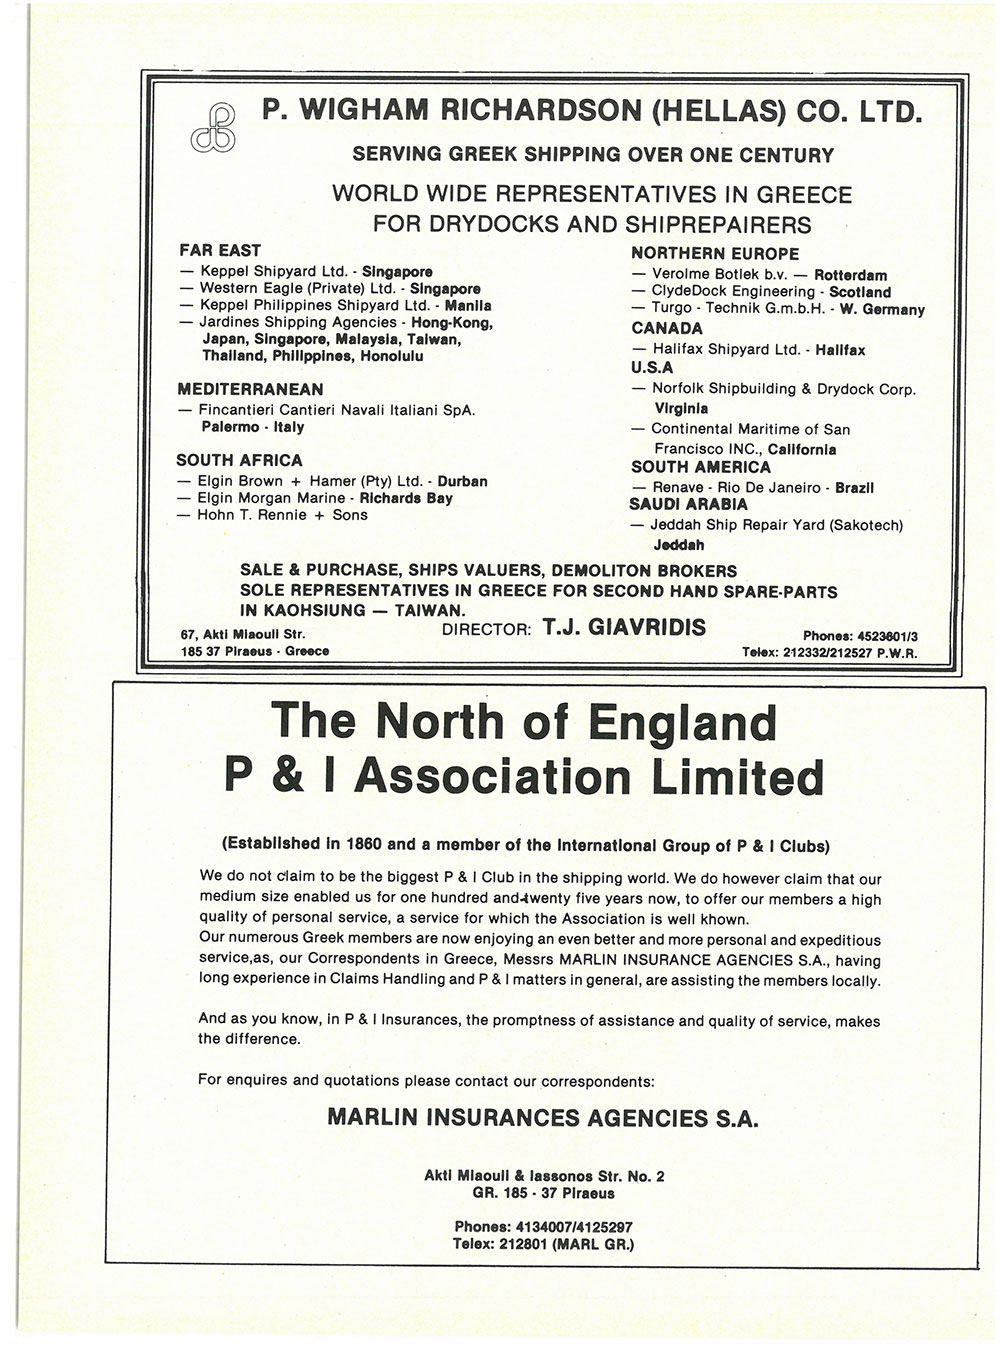 P. WIGHAM RICHARDSON (HELLAS) CO. LTD.
SERVING GREEK SHIPPING OVER ONE CENTURY
WORLD WIDE REPRESENTATIVES IN GREECE
FOR DRYDOCKS AND SHIPREPAIRERS
FAR EAST
— Keppel Shipyard Ltd. - Singapore
— Western Eagle (Private) Ltd. - Singapore
— Keppel Philippines Shipyard Ltd. - Manila
— Jardines Shipping Agencies - Hong-Kong,
Japan, Singapore, Malaysia, Taiwan,
Thailand, Philippines, Honolulu
MEDITERRANEAN
— Fincantieri Cantieri Navali Italiani SpA.
Palermo - Italy
SOUTH AFRICA
— Elgin Brown + Hamer (Pty) Ltd. - Durban
— Elgin Morgan Marine - Richards Bay
— Hohn T. Rennie + Sons
NORTHERN EUROPE
— Verolme Botlek b.v. — Rotterdam
— ClydeDock Engineering - Scotland
— Turgo - Technik G.m.b.H. - W. Germany
CANADA
— Halifax Shipyard Ltd. - Halifax
U.S.A
— Norfolk Shipbuilding & Drydock Corp.
Virginia
— Continental Maritime of San
Francisco INC., California
SOUTH AMERICA
— Renave - Rio De Janeiro - Brazil
SAUDI ARABIA
— Jeddah Ship Repair Yard (Sakotech)
Jeddah
SALE & PURCHASE, SHIPS VALUERS, DEMOLITON BROKERS
SOLE REPRESENTATIVES IN GREECE FOR SECOND HAND SPARE-PARTS
IN KAOHSIUNG — TAIWAN.
DIRECTOR: T.J. GIAVRIDIS
67, Akti Miaouli Str.
185 37 Piraeus - Greece
Phones: 4523601/3
Telex: 212332/212527 P.W.R.
The North of England
P & I Association Limited
(Established in 1860 and a member of the International Group of P & I Clubs)
We do not claim to be the biggest P & I Club in the shipping world. We do however claim that our
medium size enabled us for one hundred and-twenty five years now, to offer our members a high
quality of personal service, a service for which the Association is well khown.
Our numerous Greek members are now enjoying an even better and more personal and expeditious
service,as, our Correspondents in Greece, Messrs MARLIN INSURANCE AGENCIES S.A., having
long experience in Claims Handling and P & I matters in general, are assisting the members locally.
And as you know, in P & I Insurances, the promptness of assistance and quality of service, makes
the difference.
For enquires and quotations please contact our correspondents:
MARLIN INSURANCES AGENCIES S.A.
Akti Miaouli & Iassonos Str. No. 2
GR. 185 - 37 Piraeus
Phones: 4134007/4125297
Telex: 212801 (MARL GR.)